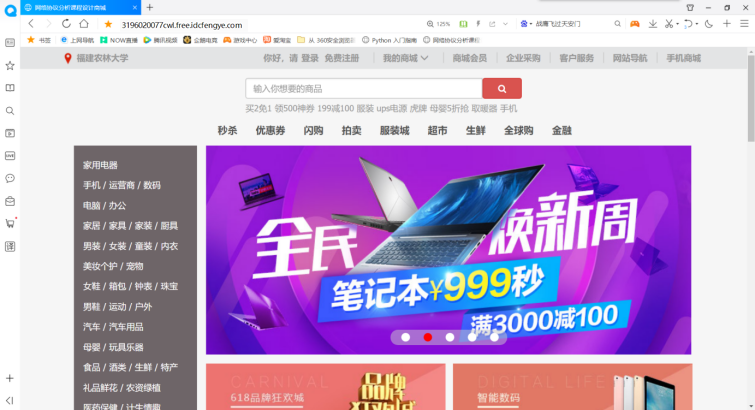 网络协议分析课程设计商城
3196020077cwl.free.idcfengye.com
125%
战鹰飞过天安门
书签 上网导航 NOW直播 腾讯视频 企鹅电竞 游戏中心 爱淘宝 从 360安全浏览器 Python 入门指南 网络协议分析课程
福建农林大学 你好，请 登录 免费注册 我的商城 商城会员 企业采购 客户服务 网站导航 手机商城
输入你想要的商品
买2免1 领500神券 199减100 服装 ups电源 虎牌 母婴5折抢 取暖器 手机
秒杀 优惠券 闪购 拍卖 服装城 超市 生鲜 全球购 金融
家用电器
手机 / 运营商 / 数码
电脑 / 办公
家居 / 家具 / 家装 / 厨具
男装 / 女装 / 童装 / 内衣
美妆个护 / 宠物
女鞋 / 箱包 / 钟表 / 珠宝
男鞋 / 运动 / 户外
汽车 / 汽车用品
母婴 / 玩具乐器
食品 / 酒类 / 生鲜 / 特产
礼品鲜花 / 农资绿植
医药保健 / 计生情趣
全民 焕新周
笔记本¥999秒
满3000减100
CARNIVAL
618品牌狂欢城
品牌
狂欢城
DIGITAL LIFE
智能数码